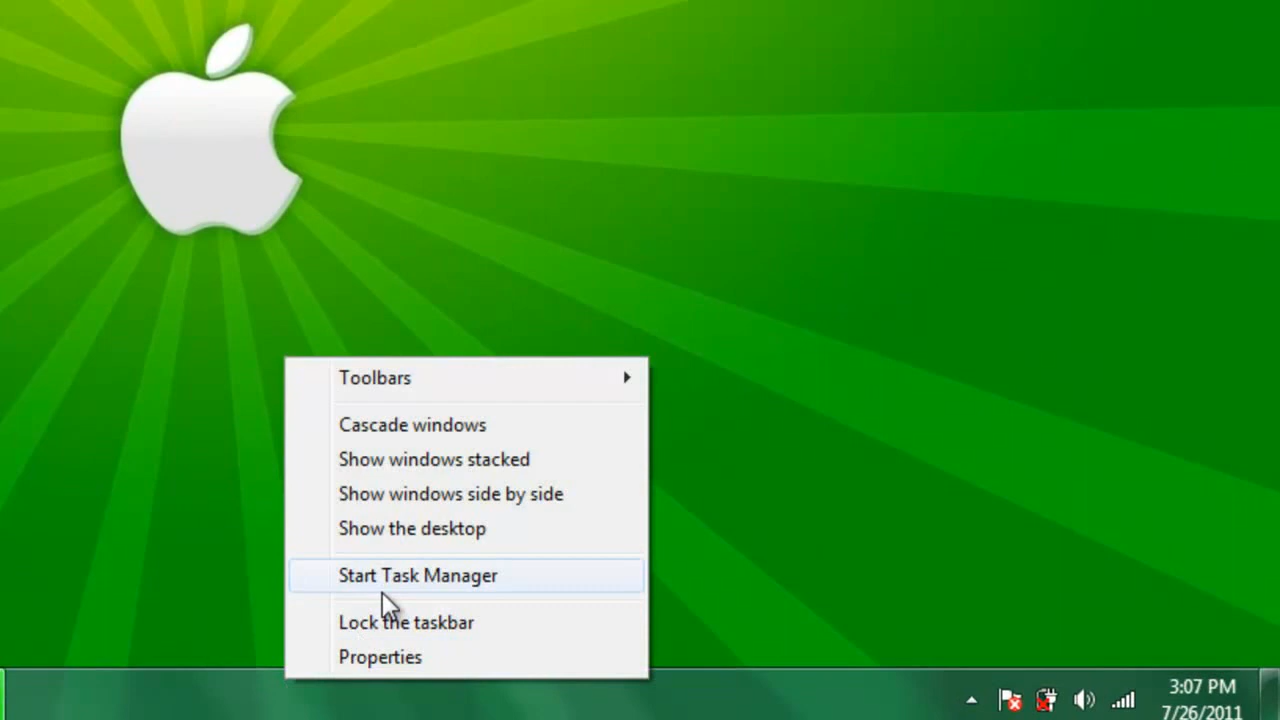 Toolbars
Cascade windows
Show windows stacked
Show windows side by side
Show the desktop
Start Task Manager
Lock the taskbar
Properties
3:07 PM
7/26/2011